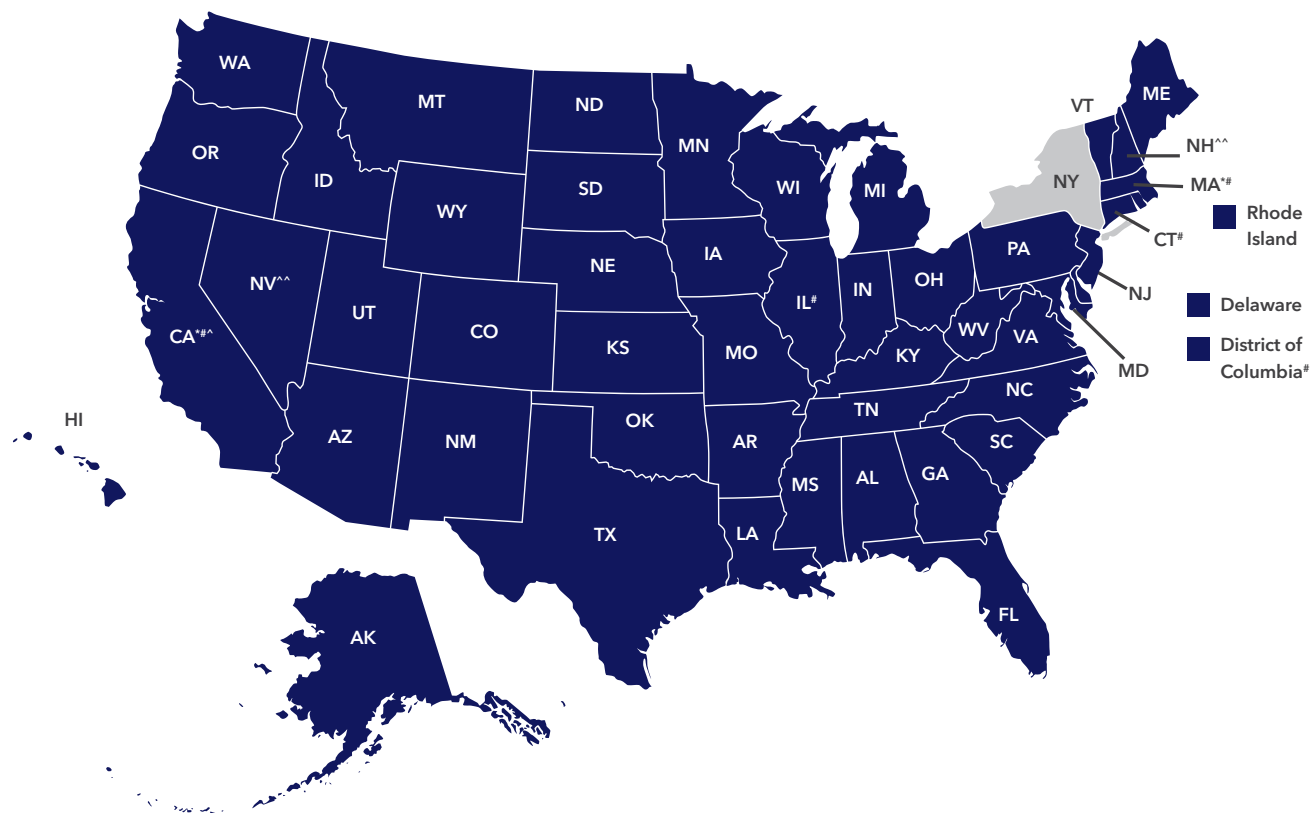 WA
MT
ND
MN
ME
VT
OR
ID
WY
SD
WI
MI
NY
NH^^
MA*#
Rhode
Island
CT#
NV^^
UT
CO
NE
IA
IL#
IN
OH
PA
NJ
CA*#^
KS
MO
KY
WV
VA
MD
Delaware
District of
Columbia#
HI
AZ
NM
OK
AR
TN
NC
SC
TX
LA
MS
AL
GA
FL
AK